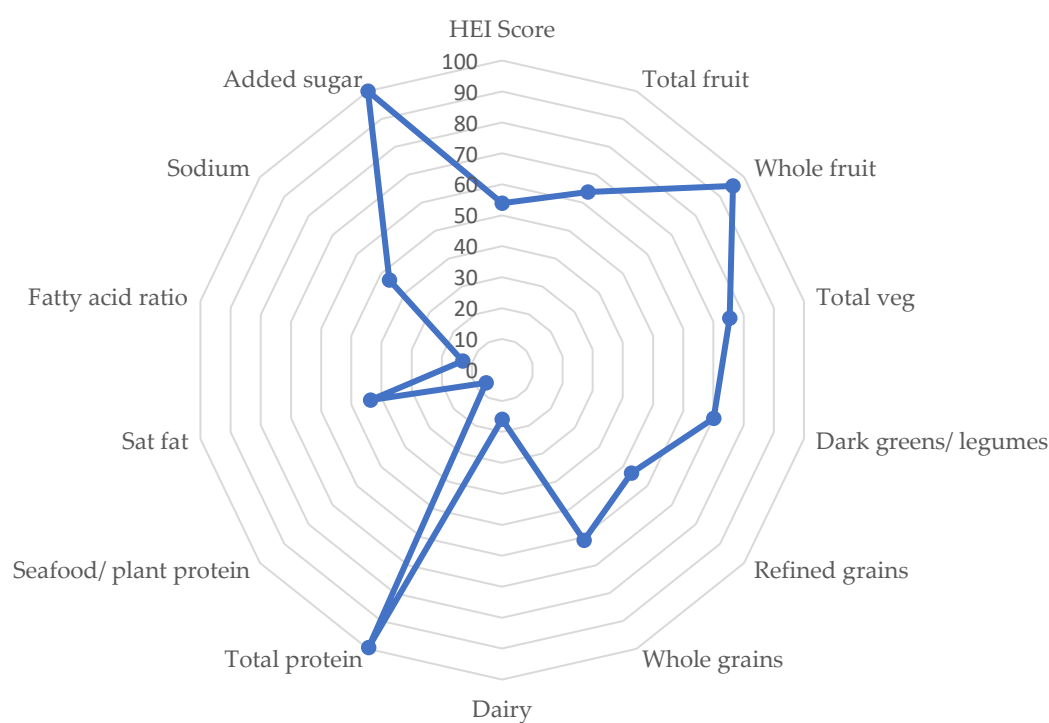 HEI Score
100
90
80
70
60
50
40
30
20
10
0
Total fruit
Whole fruit
Total veg
Dark greens/ legumes
Refined grains
Whole grains
Dairy
Total protein
Seafood/ plant protein
Sat fat
Fatty acid ratio
Sodium
Added sugar